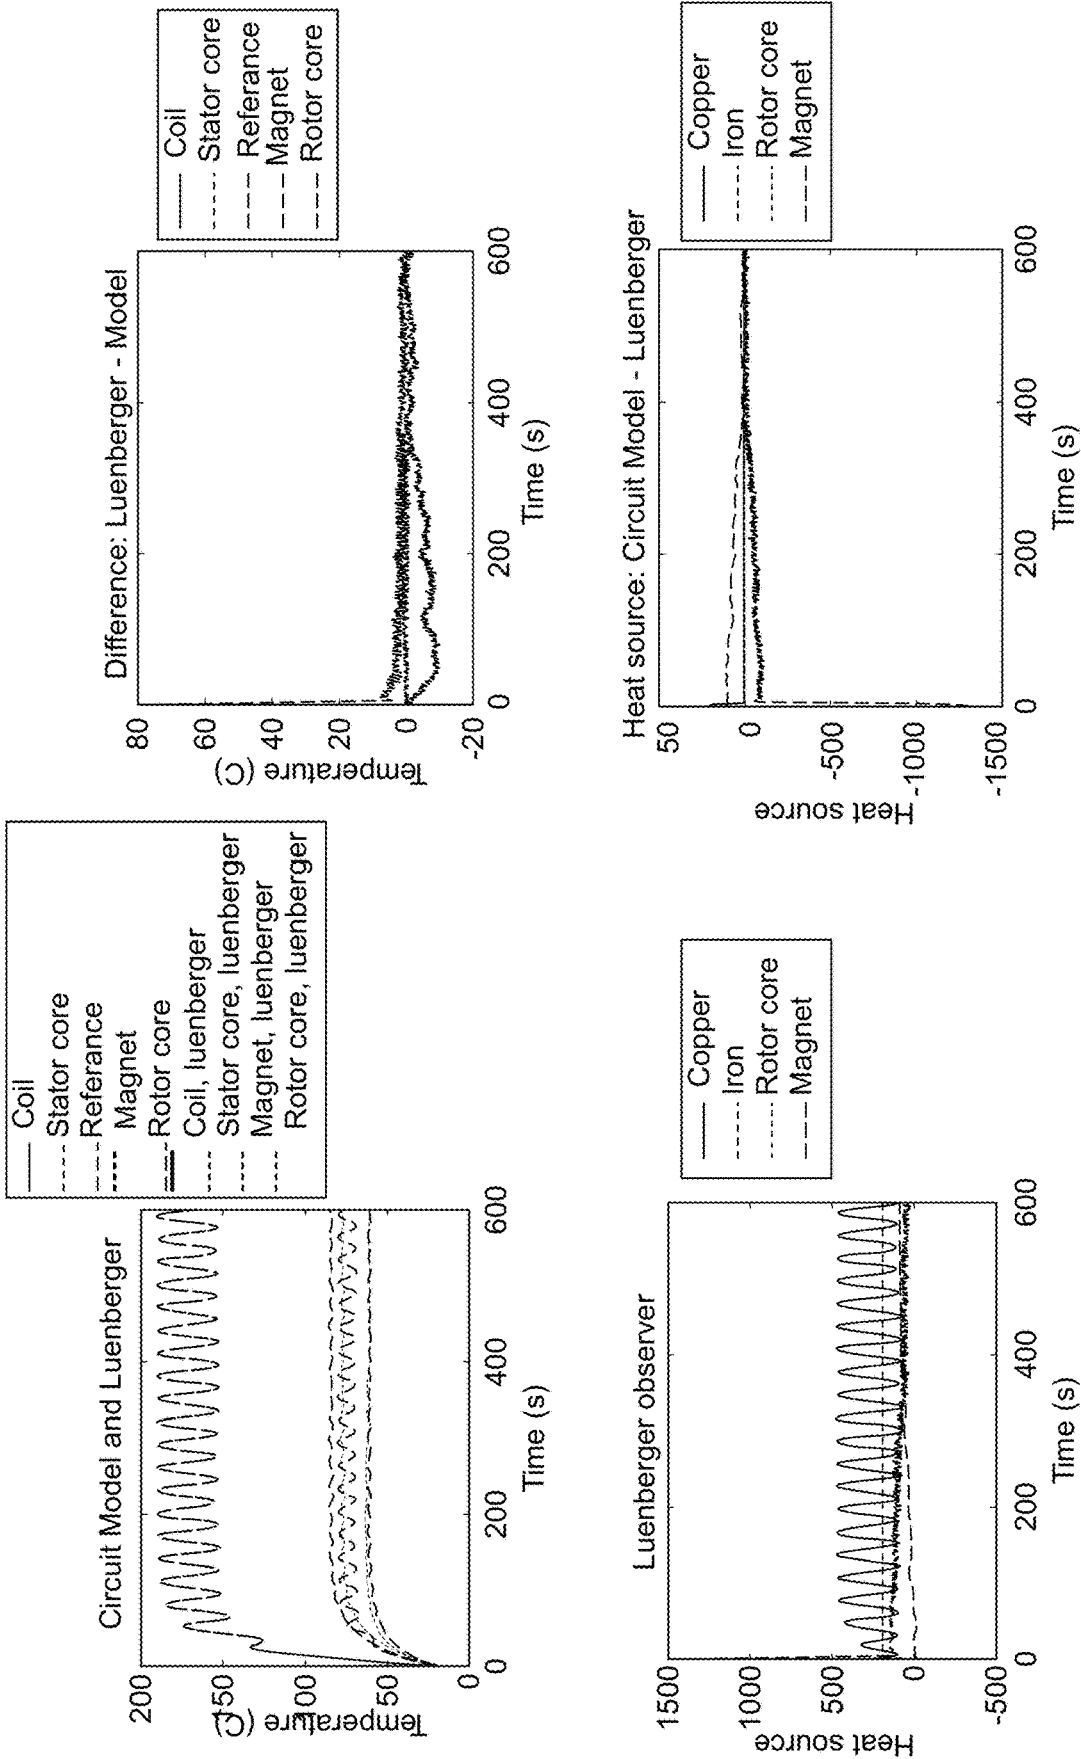 Circuit Model and Luenberger
200
150
100
50
0
Temperature (C)
0
200
400
600
Time (s)
Coil
Stator core
Referance
Magnet
Rotor core
Coil, luenberger
Stator core, luenberger
Magnet, luenberger
Rotor core, luenberger
Difference: Luenberger - Model
80
60
40
20
0
-20
Temperature (C)
0
200
400
600
Time (s)
Coil
Stator core
Referance
Magnet
Rotor core
Luenberger observer
1500
1000
500
0
-500
Heat source
0
200
400
600
Time (s)
Copper
Iron
Rotor core
Magnet
Heat source: Circuit Model - Luenberger
50
0
-500
-1000
-1500
Heat source
0
200
400
600
Time (s)
Copper
Iron
Rotor core
Magnet